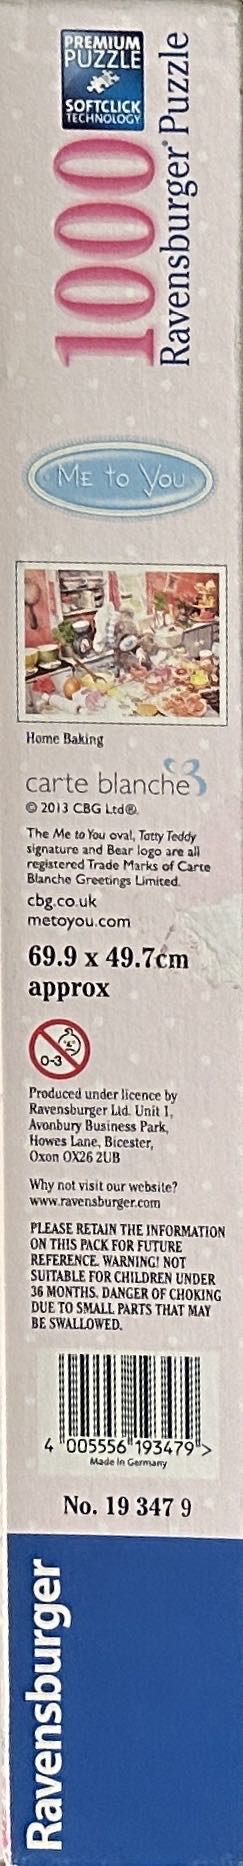 PREMIUM
PUZZLE
SOFTCLICK
TECHNOLOGY
1000
Ravensburger® Puzzle
ME to You
Home Baking
carte blanche
© 2013 CBG Ltd®.
The Me to You oval, Tatty Teddy
signature and Bear logo are all
registered Trade Marks of Carte
Blanche Greetings Limited.
cbg.co.uk
metoyou.com
69.9 x 49.7cm
approx
0-3
Produced under licence by
Ravensburger Ltd. Unit 1,
Avonbury Business Park,
Howes Lane, Bicester,
Oxon OX26 2UB
Why not visit our website?
www.ravensburger.com
PLEASE RETAIN THE INFORMATION
ON THIS PACK FOR FUTURE
REFERENCE. WARNING! NOT
SUITABLE FOR CHILDREN UNDER
36 MONTHS. DANGER OF CHOKING
DUE TO SMALL PARTS THAT MAY
BE SWALLOWED.
4 005556 193479 >
Made in Germany
No. 19 347 9
Ravensburger